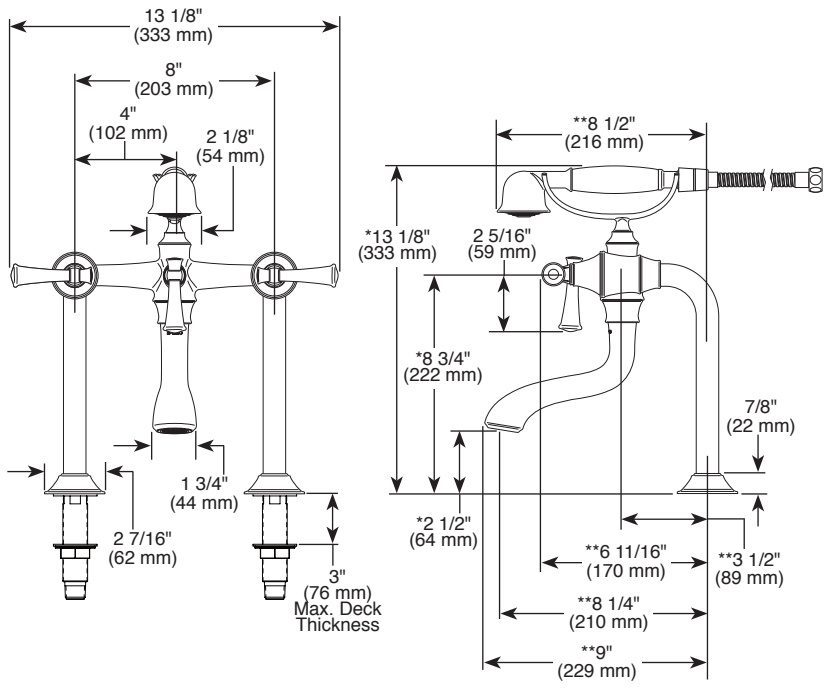 13 1/8"
(333 mm)
8"
(203 mm)
4"
(102 mm)
2 1/8"
(54 mm)
1 3/4"
(44 mm)
2 7/16"
(62 mm)
3"
(76 mm)
Max. Deck
Thickness
**8 1/2"
(216 mm)
*13 1/8"
(333 mm)
2 5/16"
(59 mm)
*8 3/4"
(222 mm)
7/8"
(22 mm)
*2 1/2"
(64 mm)
**6 11/16"
(170 mm)
**3 1/2"
(89 mm)
**8 1/4"
(210 mm)
**9"
(229 mm)